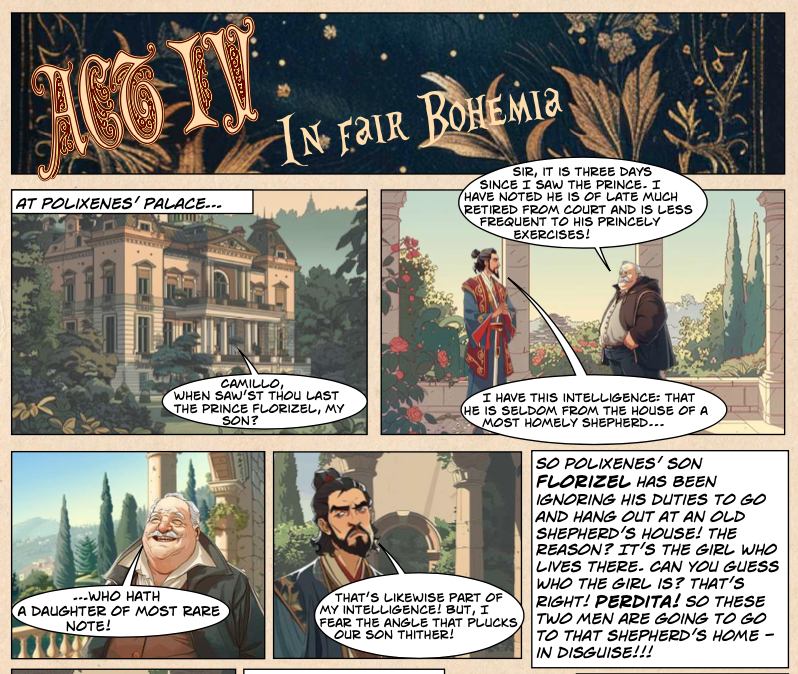 ACT IV
IN FAIR BOHEMIA
AT POLIXENES' PALACE...
CAMILLO,
WHEN SAW'ST THOU LAST
THE PRINCE FLORIZEL, MY
SON?
SIR, IT IS THREE DAYS
SINCE I SAW THE PRINCE. I
HAVE NOTED HE IS OF LATE MUCH
RETIRED FROM COURT AND IS LESS
FREQUENT TO HIS PRINCELY
EXERCISES!
I HAVE THIS INTELLIGENCE: THAT
HE IS SELDOM FROM THE HOUSE OF A
MOST HOMELY SHEPHERD...
...WHO HATH
A DAUGHTER OF MOST RARE
NOTE!
THAT'S LIKEWISE PART OF
MY INTELLIGENCE! BUT, I
FEAR THE ANGLE THAT PLUCKS
OUR SON THITHER!
SO POLIXENES' SON
FLORIZEL HAS BEEN
IGNORING HIS DUTIES TO GO
AND HANG OUT AT AN OLD
SHEPHERD'S HOUSE! THE
REASON? IT'S THE GIRL WHO
LIVES THERE. CAN YOU GUESS
WHO THE GIRL IS? THAT'S
RIGHT! PERDITA! SO THESE
TWO MEN ARE GOING TO GO
TO THAT SHEPHERD'S HOME -
IN DISGUISE!!!